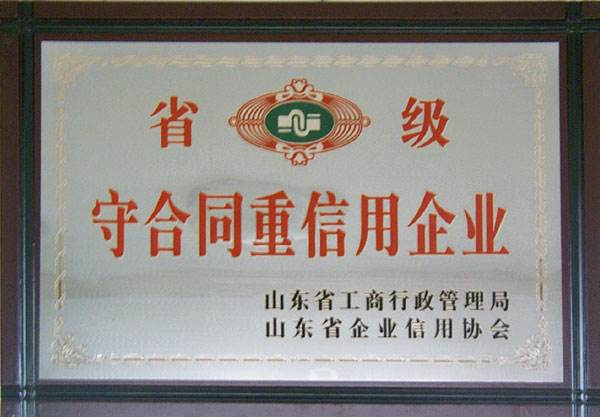 省 级
守合同重信用企业
山东省工商行政管理局
山东省企业信用协会